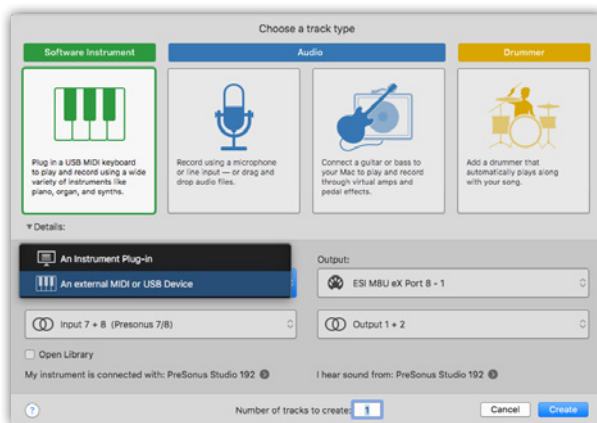 Choose a track type
Software Instrument
Audio
Drummer
Plug in a USB MIDI keyboard
to play and record using a wide
variety of instruments like
piano, organ, and synths.
Record using a microphone
or line input — or drag and
drop audio files.
Connect a guitar or bass to
your Mac to play and record
through virtual amps and
pedal effects.
Add a drummer that
automatically plays along
with your song.
▼Details:
An Instrument Plug-in
An external MIDI or USB Device
Output:
ESI M8U eX Port 8 - 1
Input 7 + 8 (Presonus 7/8)
Output 1 + 2
Open Library
My instrument is connected with: PreSonus Studio 192
I hear sound from: PreSonus Studio 192
?
Number of tracks to create: 1
Cancel
Create